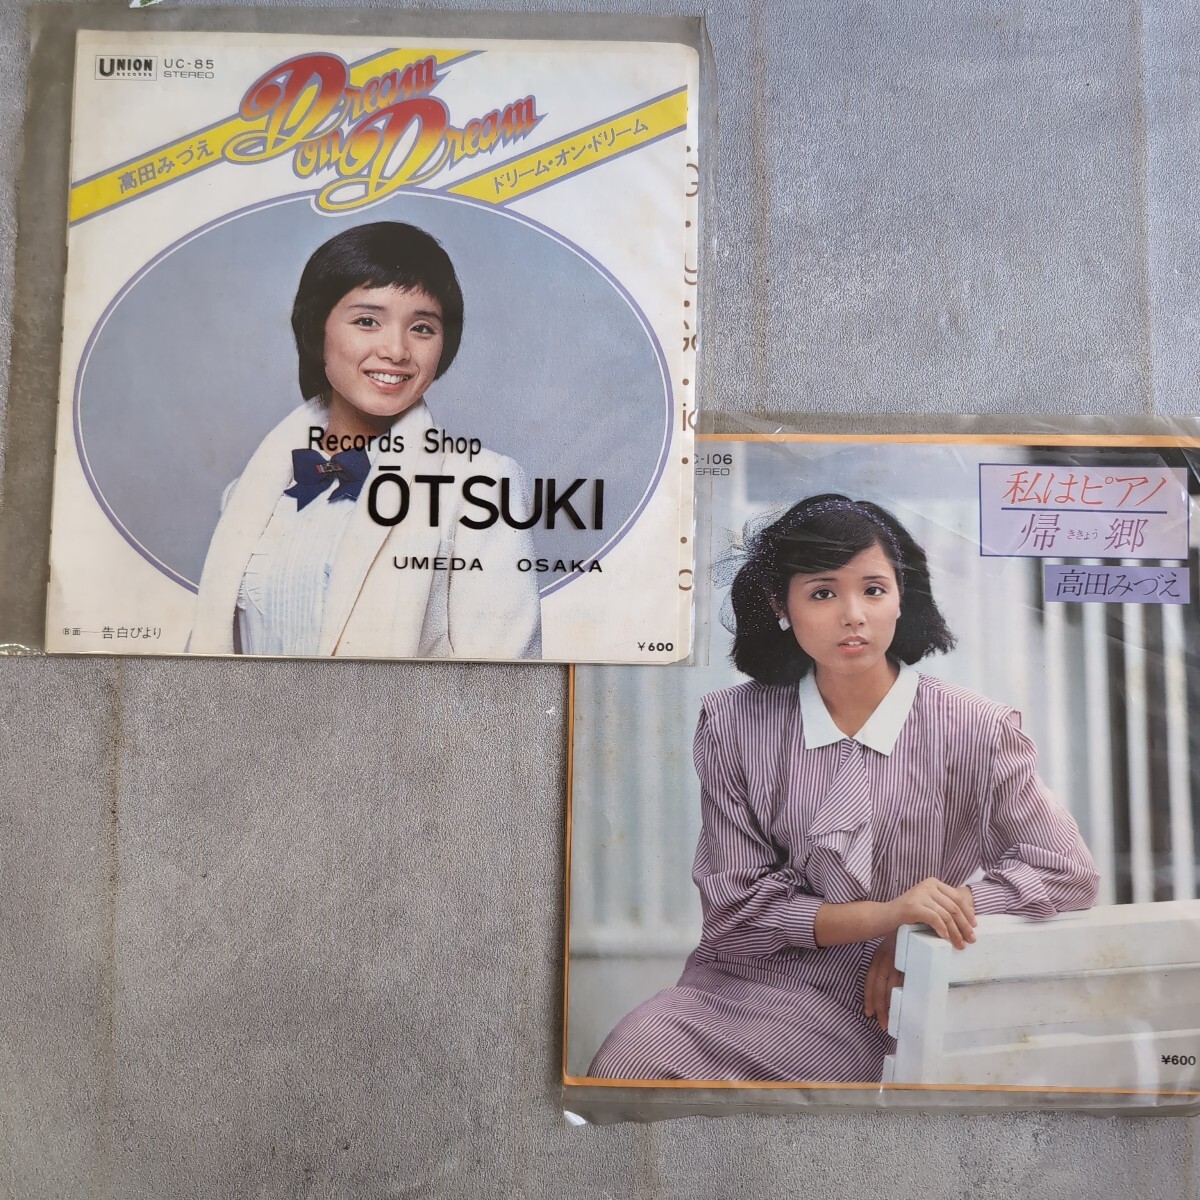 UNION
RECORDS
UC-85
STEREO
Dream
on Dream
高田みづえ
ドリーム・オン・ドリーム
Records Shop
ŌTSUKI
UMEDA OSAKA
B面――告白びより
¥600
C-106
EREO
私はピアノ
帰郷
ききょう
高田みづえ
¥600